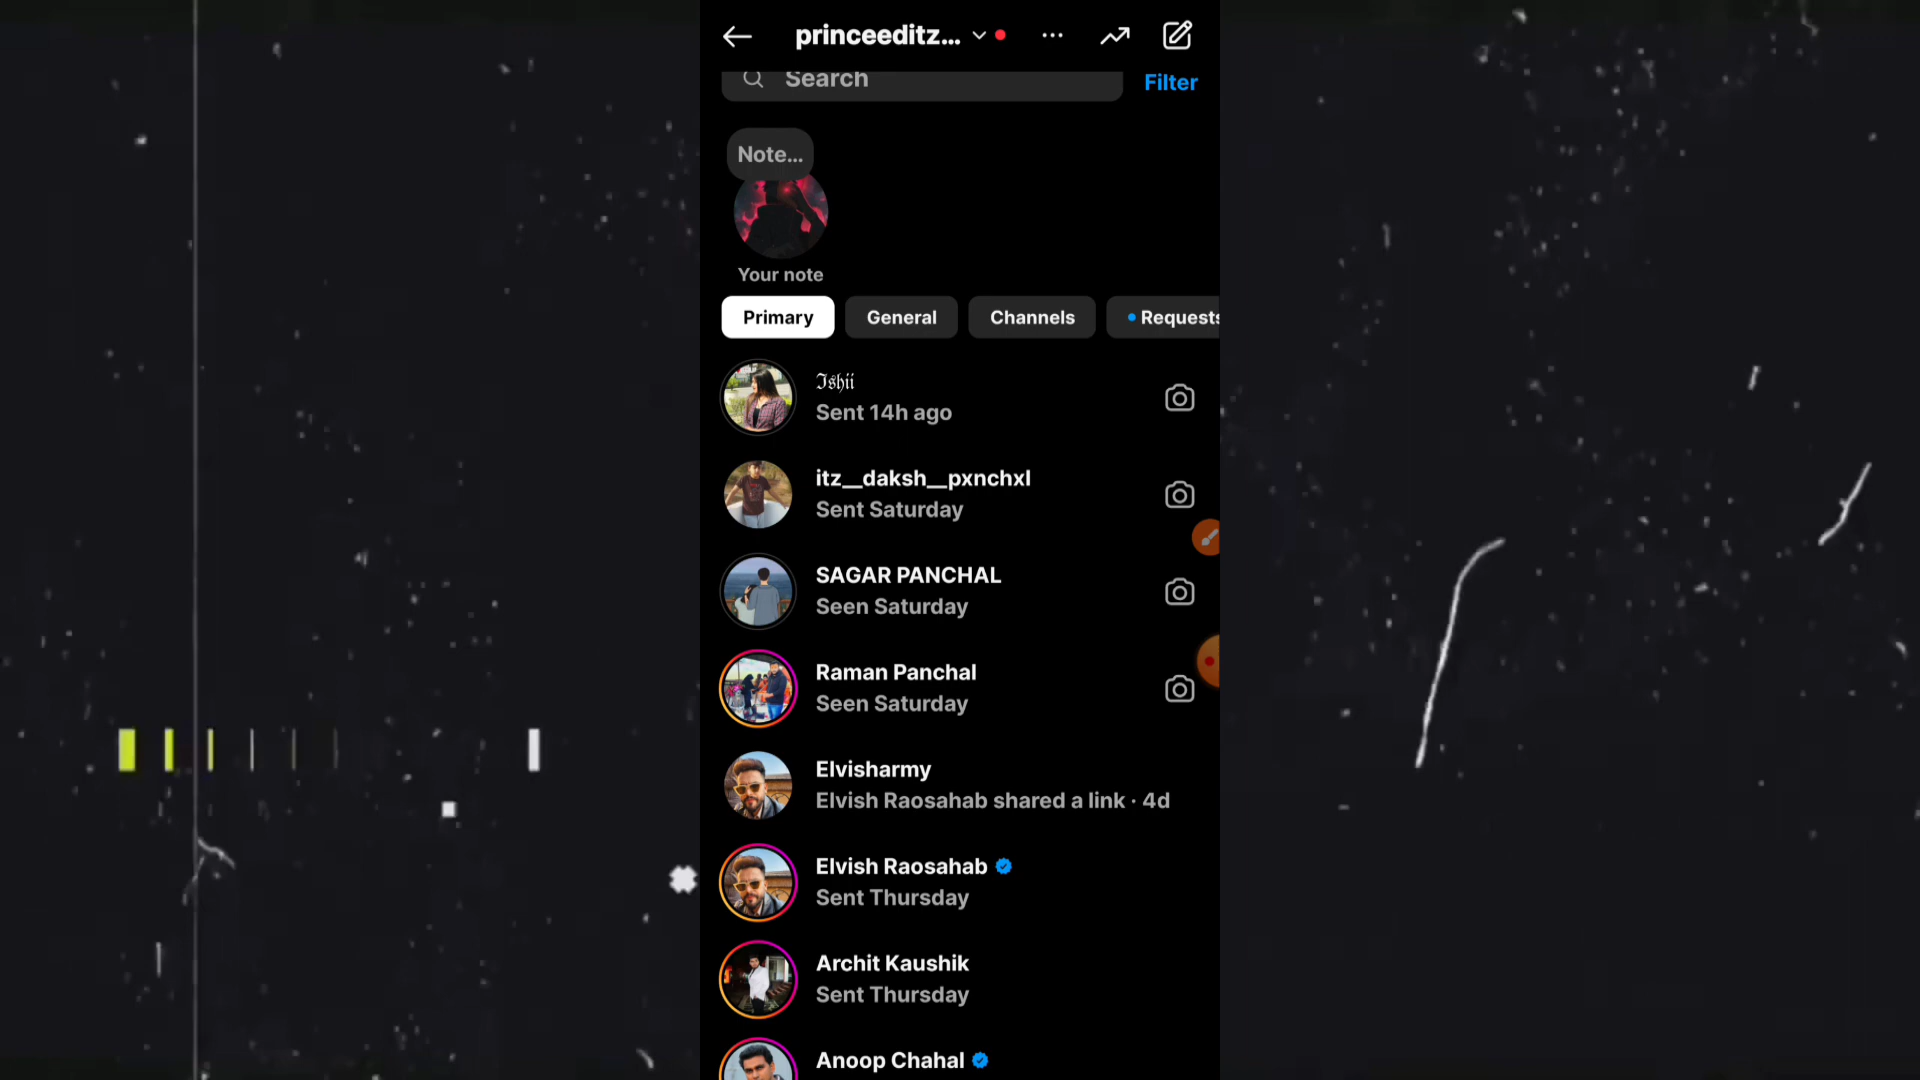 princeeditz...
Search
Filter
Note...
Your note
Primary
General
Channels
Requests
ℑ𝔰𝔥𝔦𝔦
Sent 14h ago
itz__daksh__pxnchxl
Sent Saturday
SAGAR PANCHAL
Seen Saturday
Raman Panchal
Seen Saturday
Elvisharmy
Elvish Raosahab shared a link · 4d
Elvish Raosahab
Sent Thursday
Archit Kaushik
Sent Thursday
Anoop Chahal